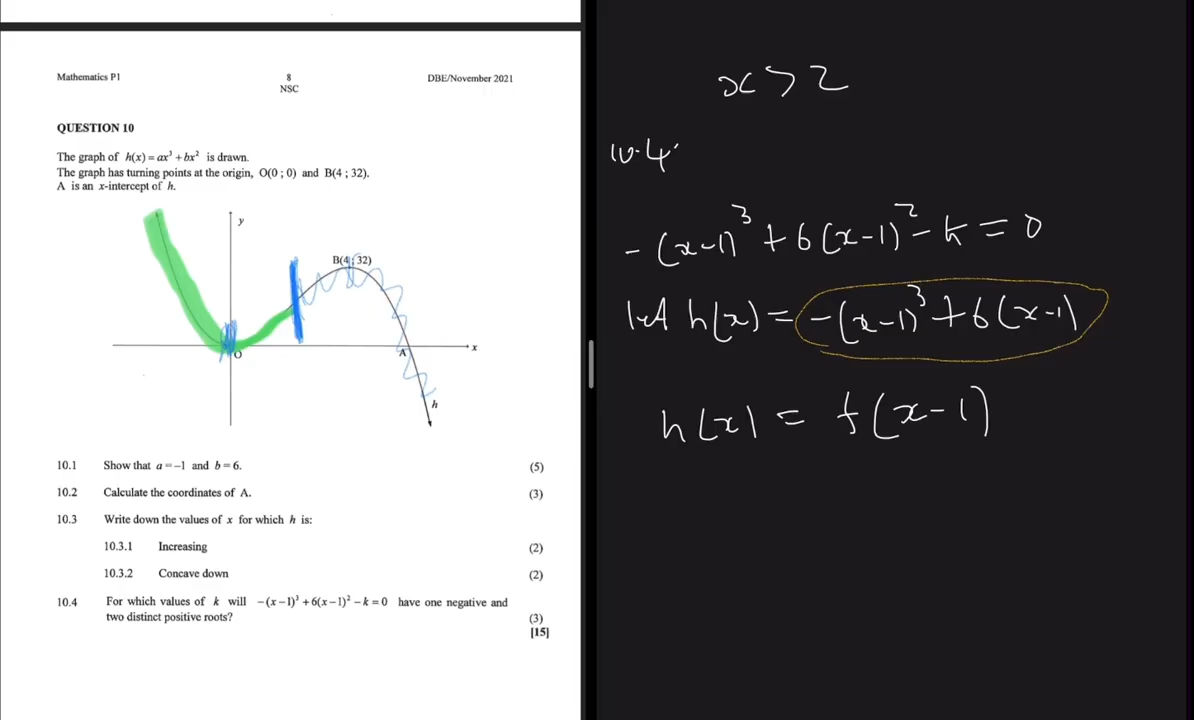 Mathematics P1
8
NSC
DBE/November 2021
QUESTION 10
The graph of h(x) = ax³ + bx² is drawn.
The graph has turning points at the origin, O(0 ; 0) and B(4 ; 32).
A is an x-intercept of h.
y
B(4 ; 32)
O
A
x
h
10.1 Show that a = −1 and b = 6. (5)
10.2 Calculate the coordinates of A. (3)
10.3 Write down the values of x for which h is:
10.3.1 Increasing (2)
10.3.2 Concave down (2)
10.4 For which values of k will −(x−1)³ + 6(x−1)² − k = 0 have one negative and
two distinct positive roots? (3)
[15]
x > 2
10.4
-(x-1)³ + 6(x-1)² - k = 0
let h(x) = -(x-1)³ + 6(x-1)
h(x) = f(x-1)